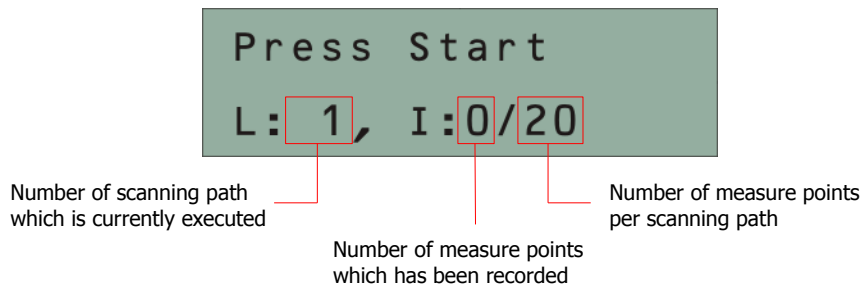 Press Start
L: 1, I:0/20
Number of scanning path
which is currently executed
Number of measure points
which has been recorded
Number of measure points
per scanning path